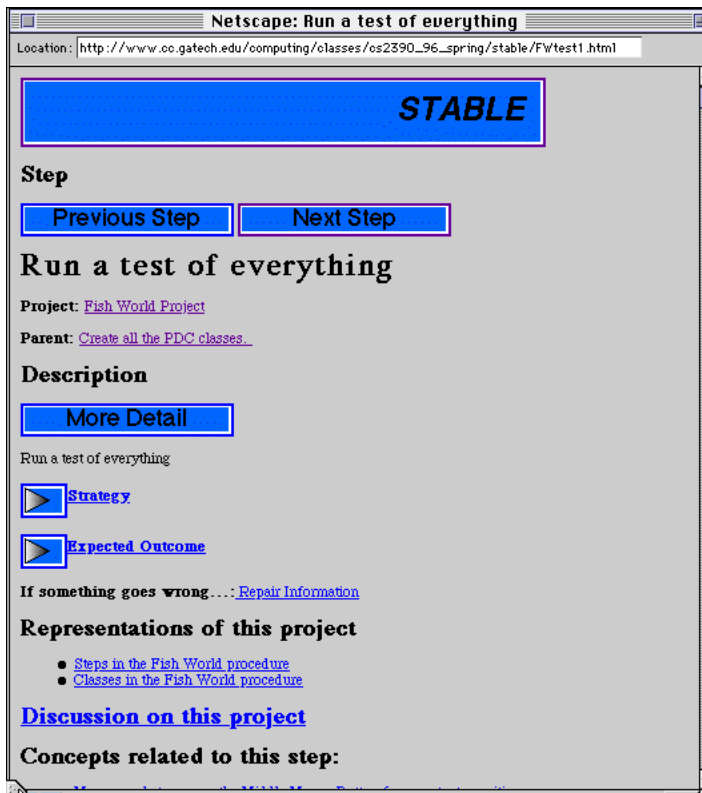 Netscape: Run a test of everything
Location: http://www.cc.gatech.edu/computing/classes/cs2390_96_spring/stable/FWtest1.html
STABLE
Step
Previous Step Next Step
Run a test of everything
Project: Fish World Project
Parent: Create all the PDC classes.
Description
More Detail
Run a test of everything
Strategy
Expected Outcome
If something goes wrong...: Repair Information
Representations of this project
Steps in the Fish World procedure
Classes in the Fish World procedure
Discussion on this project
Concepts related to this step: